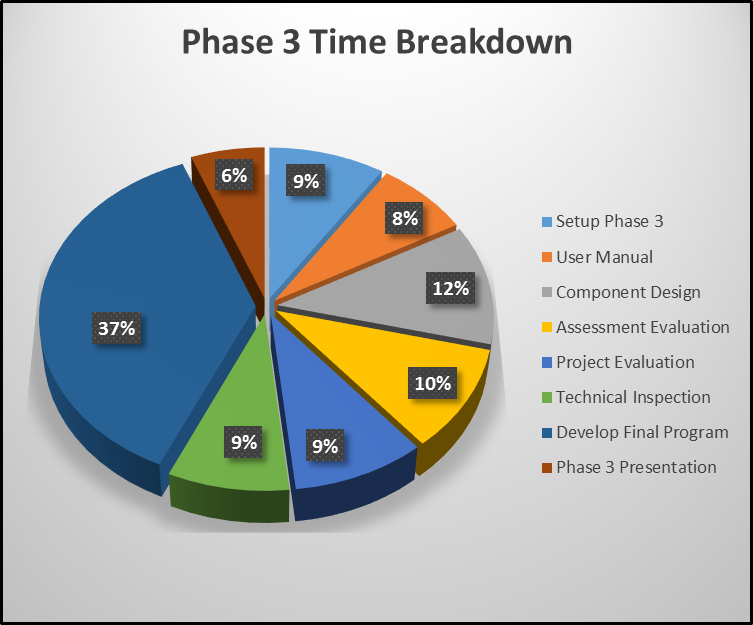 Phase 3 Time Breakdown
6%
9%
8%
12%
37%
10%
9%
9%
Setup Phase 3
User Manual
Component Design
Assessment Evaluation
Project Evaluation
Technical Inspection
Develop Final Program
Phase 3 Presentation